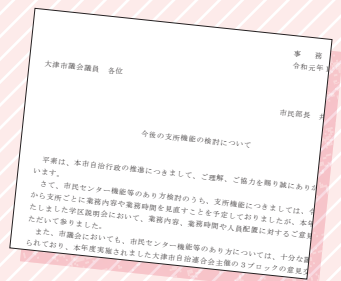 事 務
令和元年1
大津市議会議員 各位
市民部長 井
今後の支所機能の検討について
平素は、本市自治行政の推進につきまして、ご理解、ご協力を賜り誠にありが
います。
さて、市民センター機能等のあり方検討のうち、支所機能につきましては、今
から支所ごとに業務内容や業務時間を見直すことを予定しておりましたが、本年
たしました学区説明会において、業務内容、業務時間や人員配置に対するご意見
ただいて参りました。
また、市議会においても、市民センター機能等のあり方については、十分な議
られており、本年度実施されました大津市自治連合会主催の3ブロックの意見交